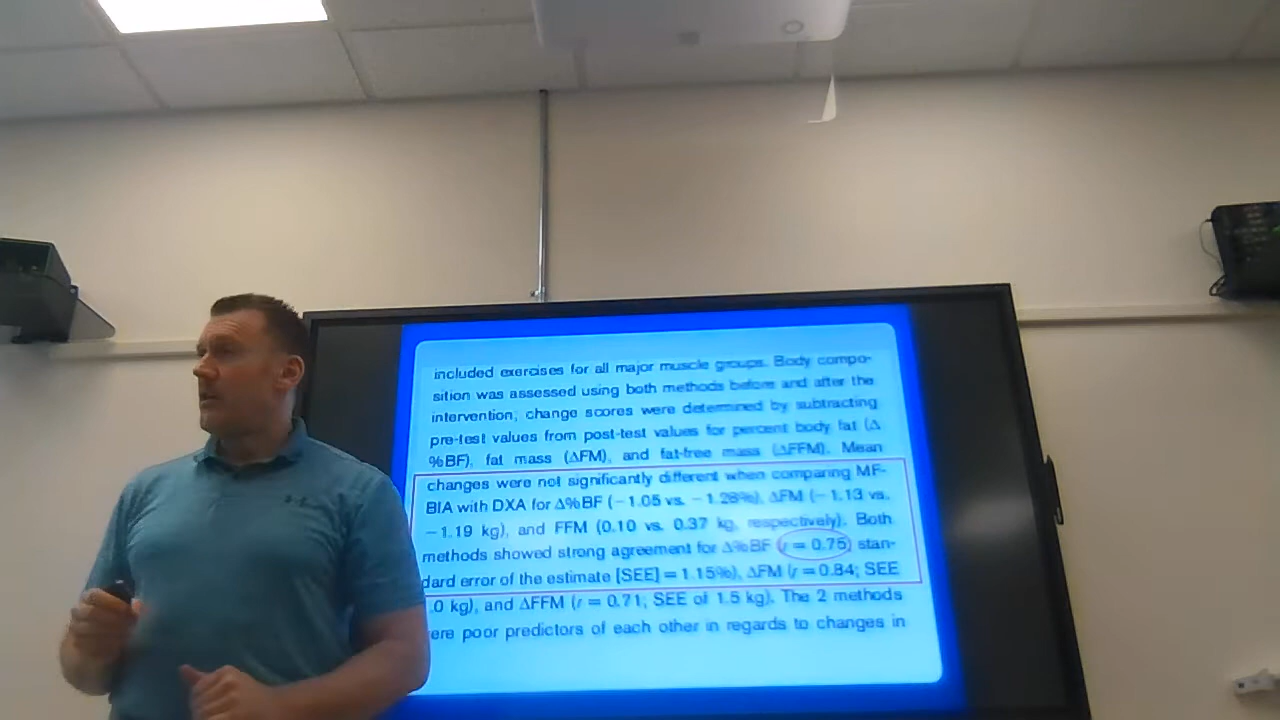 included exercises for all major muscle groups. Body compo-
sition was assessed using both methods before and after the
intervention; change scores were determined by subtracting
pre-test values from post-test values for percent body fat (Δ
%BF), fat mass (ΔFM), and fat-free mass (ΔFFM). Mean
changes were not significantly different when comparing MF-
BIA with DXA for Δ%BF (−1.05 vs. −1.28%), ΔFM (−1.13 vs.
−1.19 kg), and FFM (0.10 vs. 0.37 kg, respectively). Both
methods showed strong agreement for Δ%BF (r = 0.75) stan-
dard error of the estimate [SEE] = 1.15%), ΔFM (r = 0.84; SEE
.0 kg), and ΔFFM (r = 0.71; SEE of 1.5 kg). The 2 methods
ere poor predictors of each other in regards to changes in